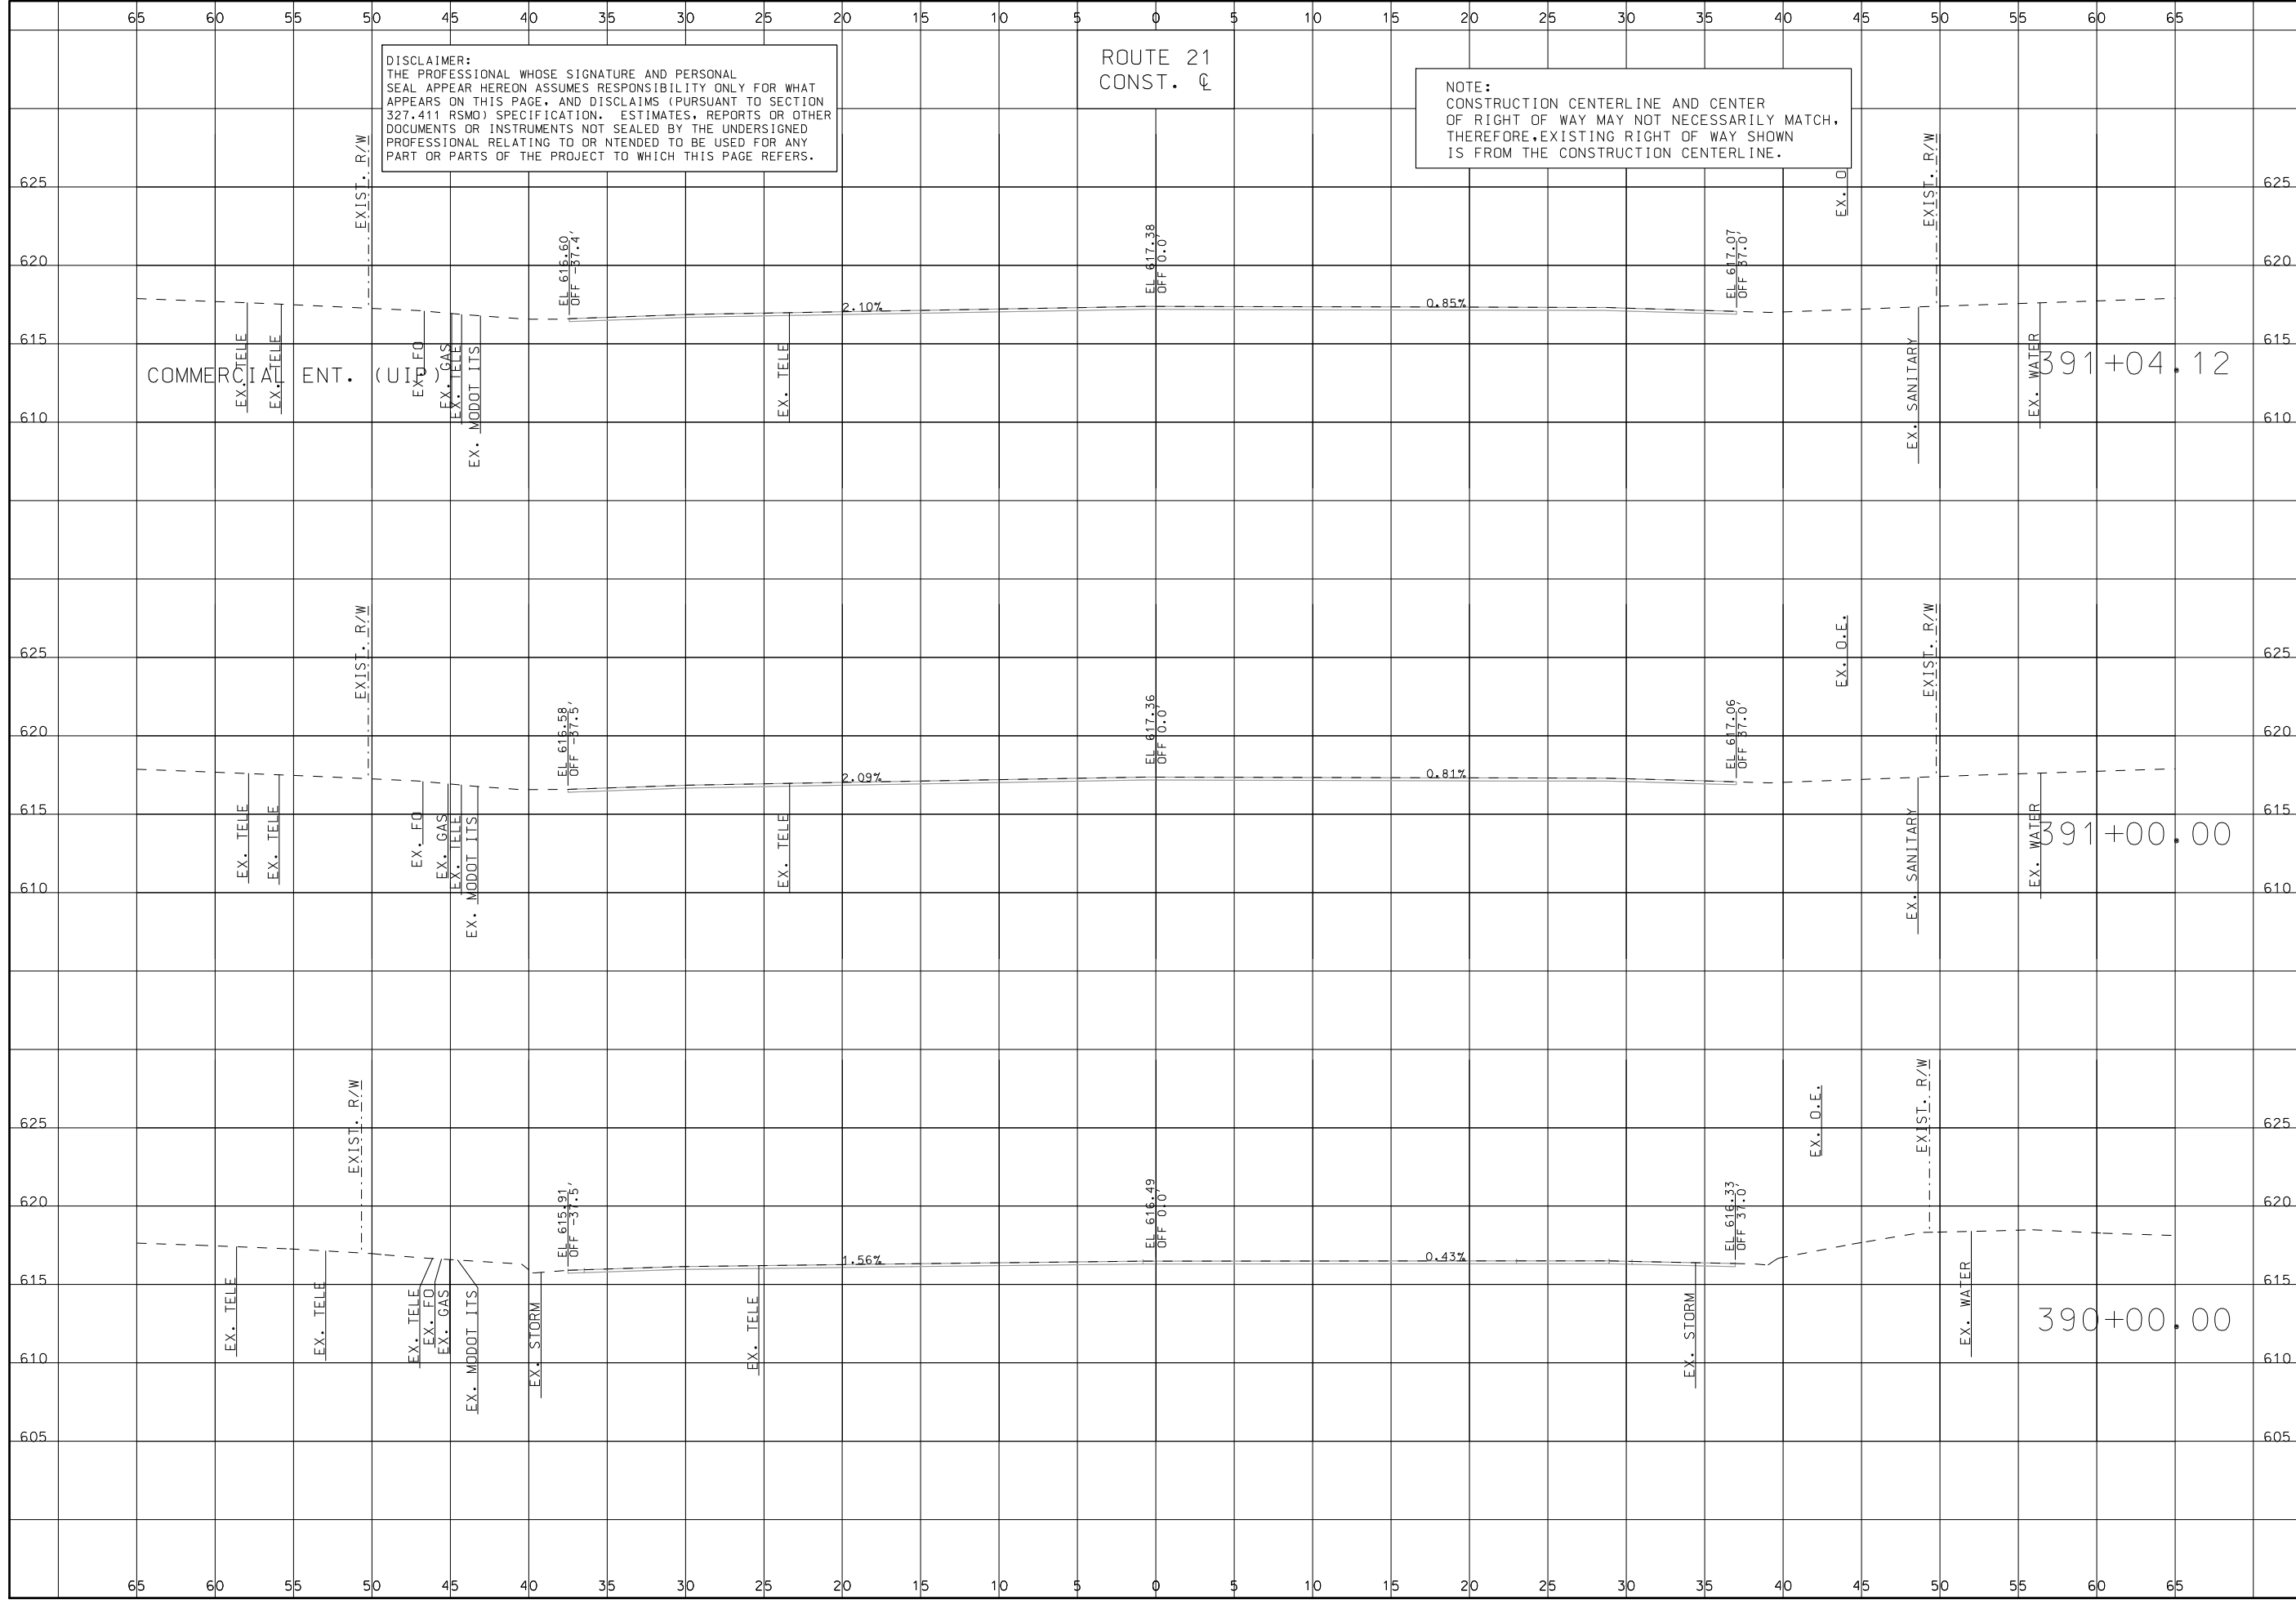 65 60 55 50 45 40 35 30 25 20 15 10 5 0 5 10 15 20 25 30 35 40 45 50 55 60 65
DISCLAIMER:
THE PROFESSIONAL WHOSE SIGNATURE AND PERSONAL
SEAL APPEAR HEREON ASSUMES RESPONSIBILITY ONLY FOR WHAT
APPEARS ON THIS PAGE, AND DISCLAIMS (PURSUANT TO SECTION
327.411 RSMO) SPECIFICATION. ESTIMATES, REPORTS OR OTHER
DOCUMENTS OR INSTRUMENTS NOT SEALED BY THE UNDERSIGNED
PROFESSIONAL RELATING TO OR NTENDED TO BE USED FOR ANY
PART OR PARTS OF THE PROJECT TO WHICH THIS PAGE REFERS.
ROUTE 21
CONST. ℄
NOTE:
CONSTRUCTION CENTERLINE AND CENTER
OF RIGHT OF WAY MAY NOT NECESSARILY MATCH,
THEREFORE,EXISTING RIGHT OF WAY SHOWN
IS FROM THE CONSTRUCTION CENTERLINE.
EXIST. R/W
EX. O
EXIST. R/W
625 625
620 620
EL 616.60
OFF -37.4'
EL 617.38
OFF 0.0'
EL 617.07
OFF 37.0'
2.10%
0.85%
615 615
EX. TELE
EX. TELE
COMMERCIAL ENT. (UIP)
EX. FO
EX. GAS
EX. TELE
EX. MODOT ITS
EX. TELE
EX. SANITARY
EX. WATER
391+04.12
610 610
EXIST. R/W
EX. O.E.
EXIST. R/W
625 625
620 620
EL 616.58
OFF -37.5'
EL 617.36
OFF 0.0'
EL 617.06
OFF 37.0'
2.09%
0.81%
615 615
EX. TELE
EX. TELE
EX. FO
EX. GAS
EX. TELE
EX. MODOT ITS
EX. TELE
EX. SANITARY
EX. WATER
391+00.00
610 610
EXIST. R/W
EX. O.E.
EXIST. R/W
625 625
620 620
EL 615.91
OFF -37.5'
EL 616.49
OFF 0.0'
EL 616.33
OFF 37.0'
1.56%
0.43%
615 615
EX. TELE
EX. TELE
EX. TELE
EX. FO
EX. GAS
EX. MODOT ITS
EX. STORM
EX. TELE
EX. STORM
EX. WATER
390+00.00
610 610
605 605
65 60 55 50 45 40 35 30 25 20 15 10 5 0 5 10 15 20 25 30 35 40 45 50 55 60 65